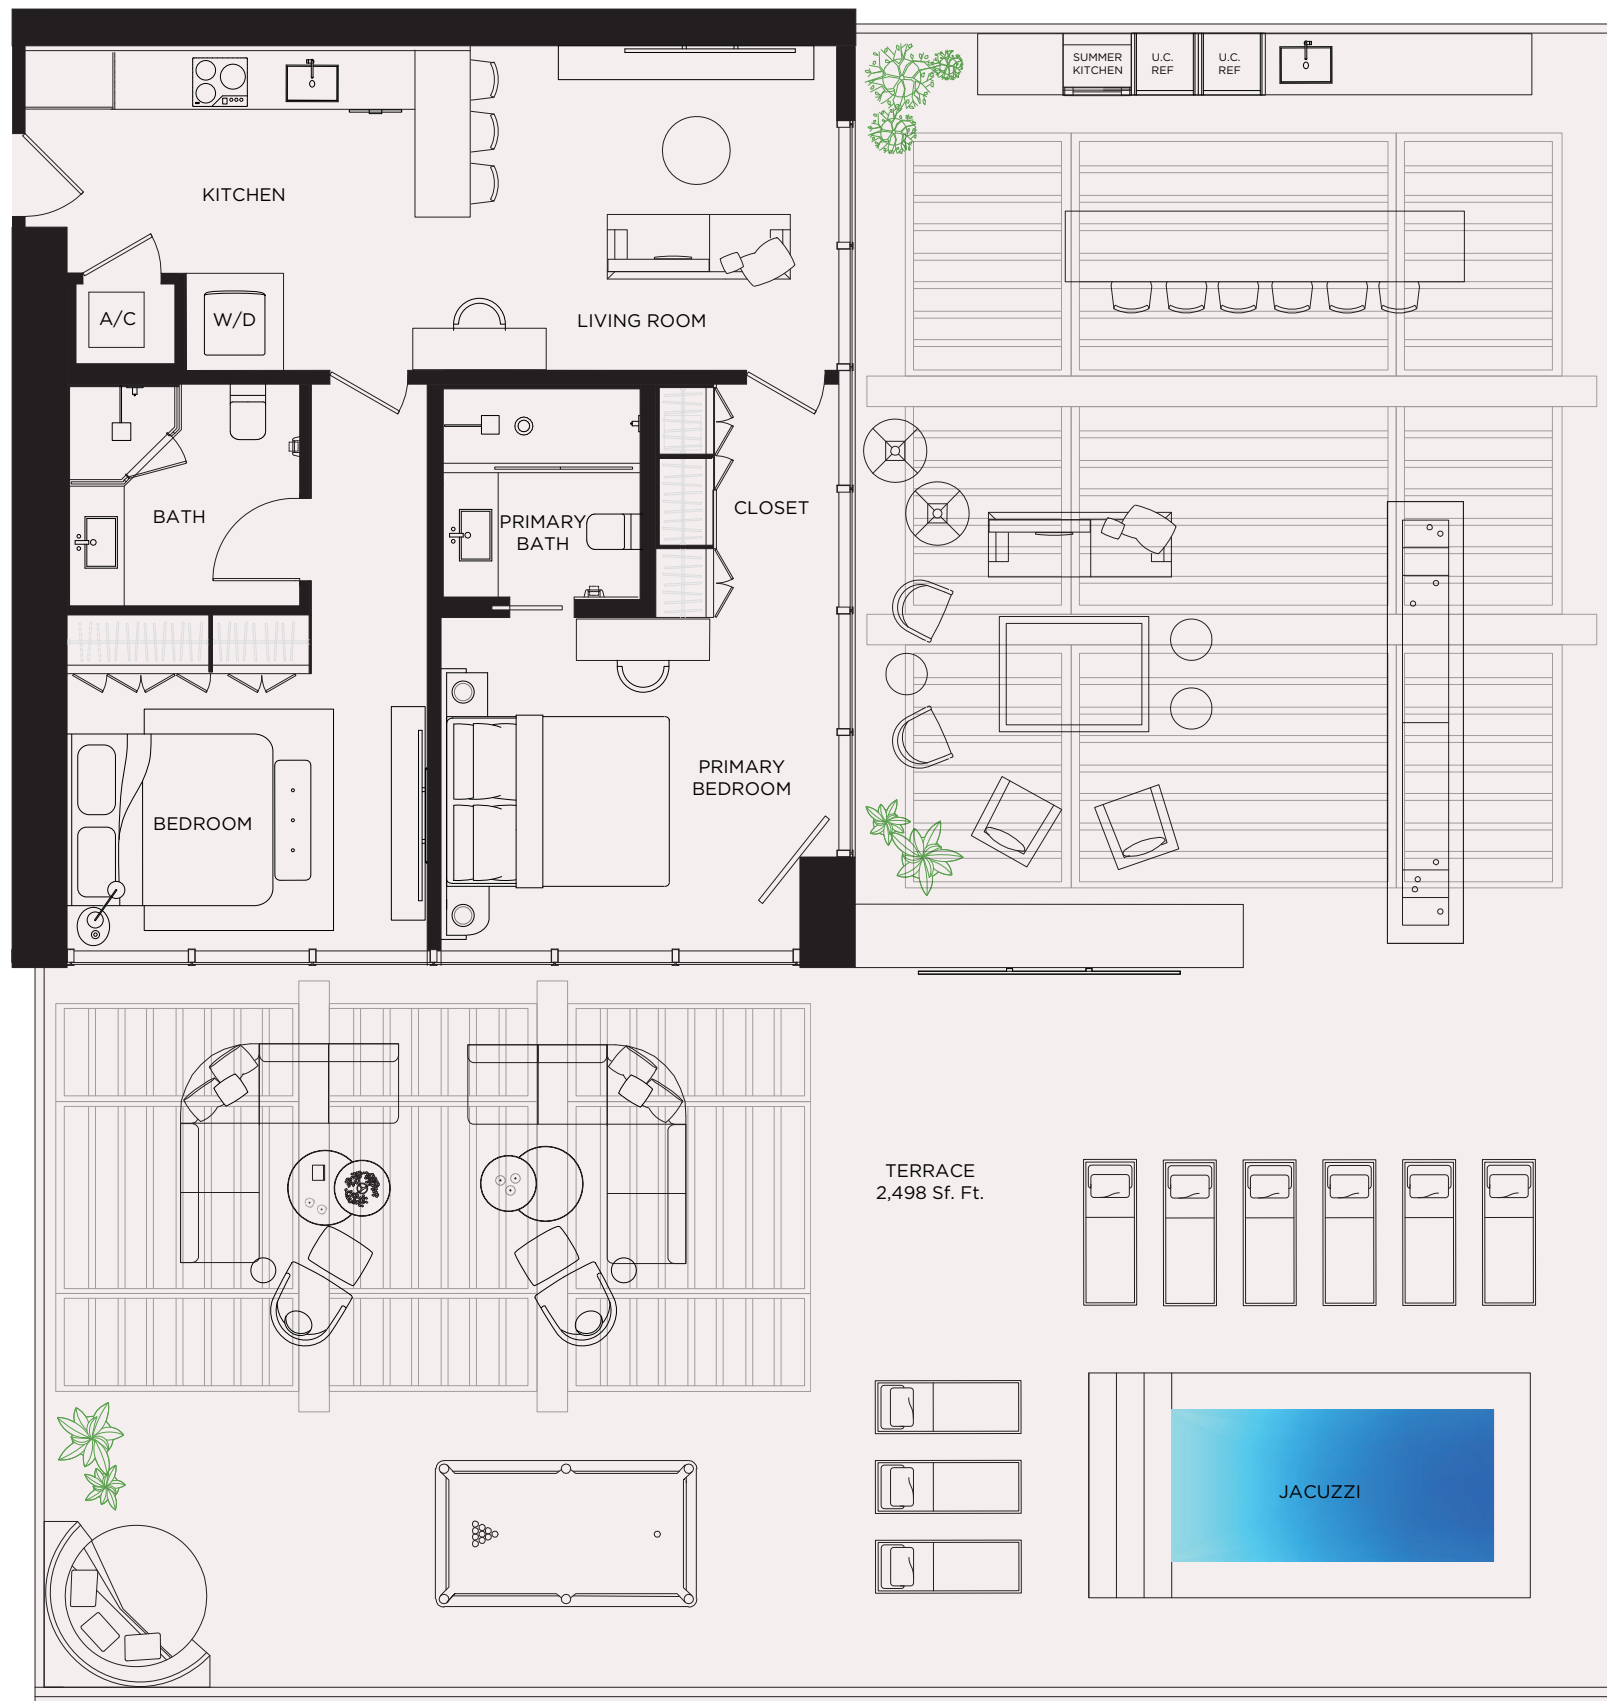 SUMMER
KITCHEN
U.C.
REF
U.C.
REF
KITCHEN
A/C
W/D
LIVING ROOM
BATH
PRIMARY
BATH
CLOSET
PRIMARY
BEDROOM
BEDROOM
TERRACE
2,498 Sf. Ft.
JACUZZI